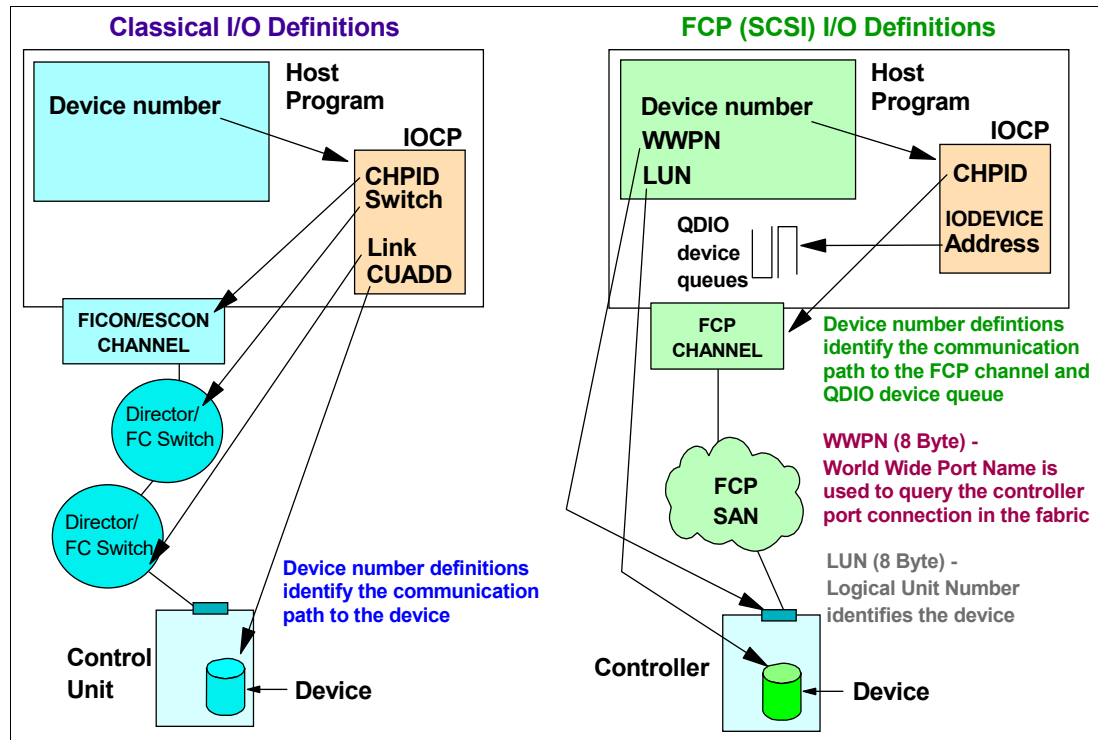 Classical I/O Definitions
Host
Program
Device number
IOCP
CHPID
Switch
Link
CUADD
FICON/ESCON
CHANNEL
Director/
FC Switch
Director/
FC Switch
Device number definitions
identify the communication
path to the device
Control
Unit
Device
FCP (SCSI) I/O Definitions
Host
Program
Device number
WWPN
LUN
IOCP
CHPID
IODEVICE
Address
QDIO
device
queues
FCP
CHANNEL
Device number defintions
identify the communication
path to the FCP channel and
QDIO device queue
WWPN (8 Byte) -
World Wide Port Name is
used to query the controller
port connection in the fabric
FCP
SAN
LUN (8 Byte) -
Logical Unit Number
identifies the device
Controller
Device